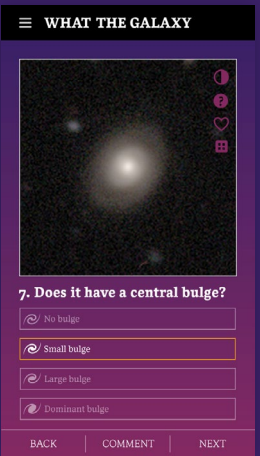 WHAT THE GALAXY
?
7. Does it have a central bulge?
No bulge
Small bulge
Large bulge
Dominant bulge
BACK
COMMENT
NEXT